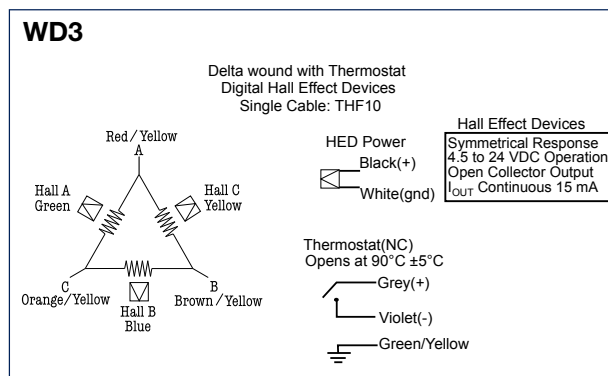 WD3
Delta wound with Thermostat
Digital Hall Effect Devices
Single Cable: THF10
Red/Yellow
A
Hall A
Green
Hall C
Yellow
C
Orange/Yellow
Hall B
Blue
B
Brown/Yellow
HED Power
Black(+)
White(gnd)
Hall Effect Devices
Symmetrical Response
4.5 to 24 VDC Operation
Open Collector Output
IOUT Continuous 15 mA
Thermostat(NC)
Opens at 90°C ±5°C
Grey(+)
Violet(-)
Green/Yellow